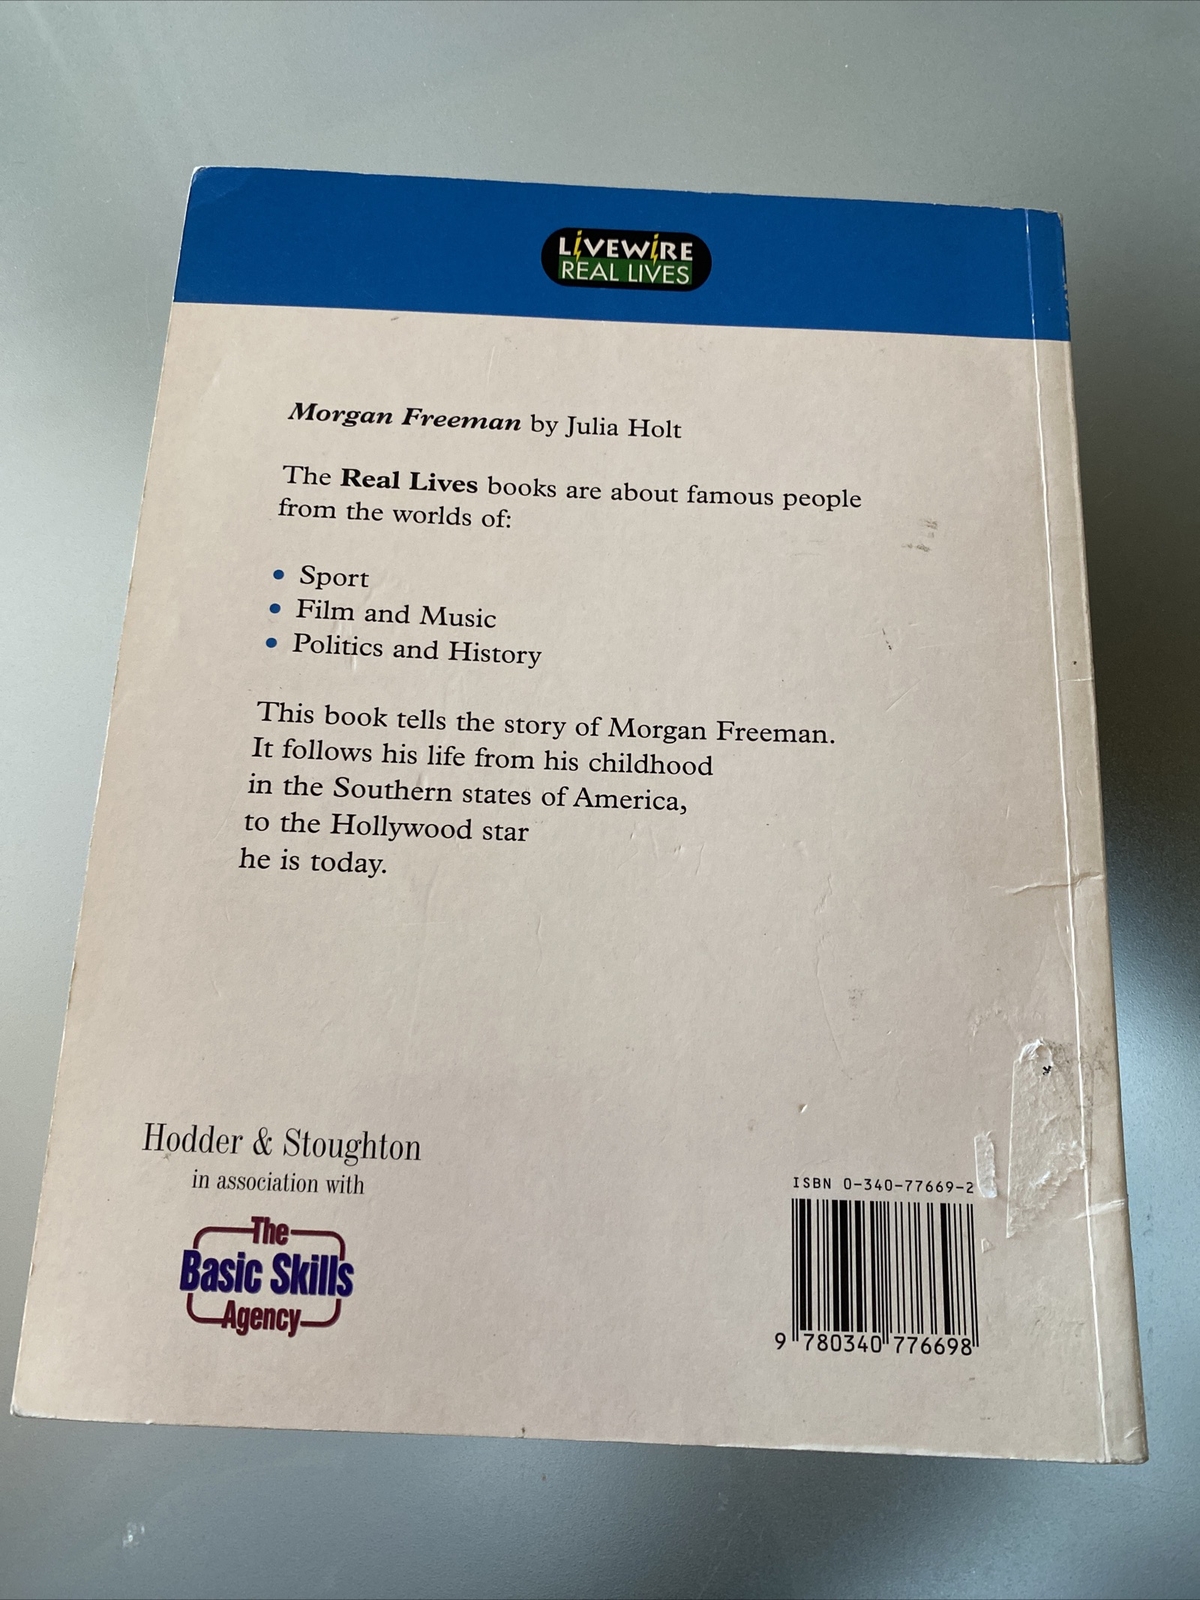 LiVEWiRE
REAL LIVES
Morgan Freeman by Julia Holt
The Real Lives books are about famous people
from the worlds of:
• Sport
• Film and Music
• Politics and History
This book tells the story of Morgan Freeman.
It follows his life from his childhood
in the Southern states of America,
to the Hollywood star
he is today.
Hodder & Stoughton
in association with
The
Basic Skills
Agency
ISBN 0-340-77669-2
9 780340 776698